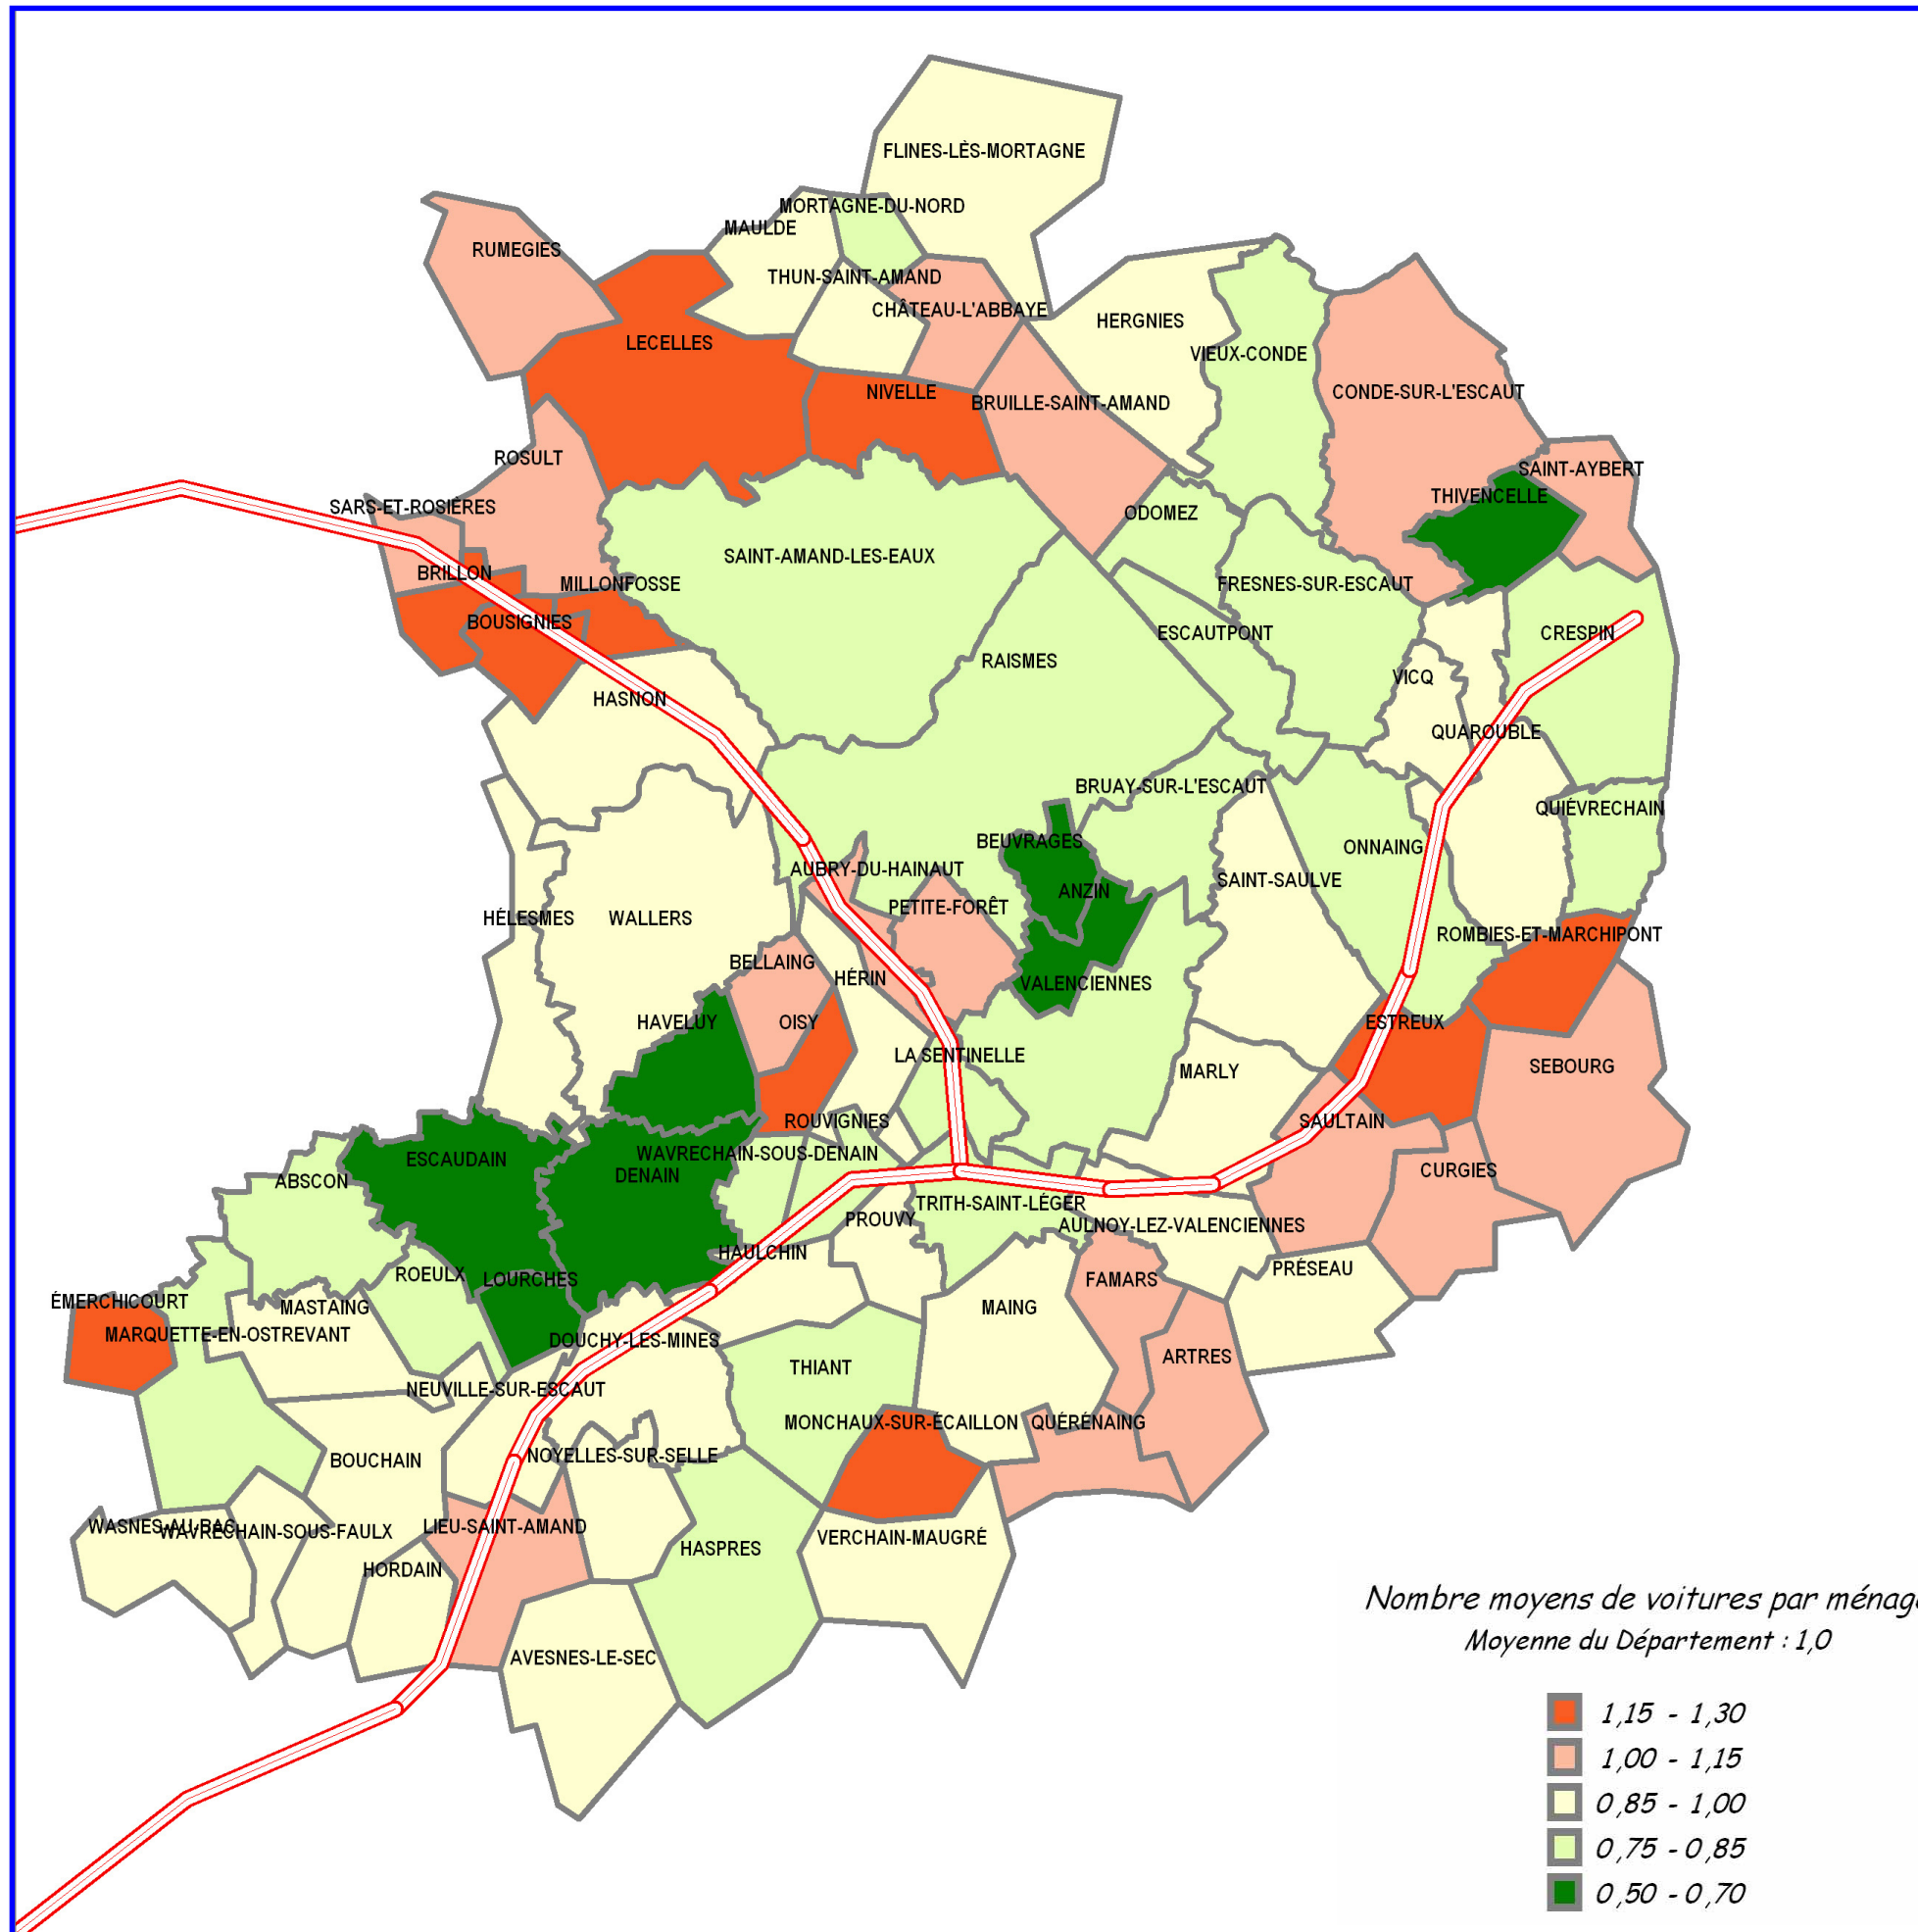 FLINES-LÈS-MORTAGNE
MORTAGNE-DU-NORD
MAULDE
RUMEGIES
THUN-SAINT-AMAND
CHÂTEAU-L'ABBAYE
HERGNIES
LECELLES
VIEUX-CONDE
NIVELLE
CONDE-SUR-L'ESCAUT
BRUILLE-SAINT-AMAND
ROSULT
SAINT-AYBERT
THIVENCELLE
SARS-ET-ROSIÈRES
ODOMEZ
SAINT-AMAND-LES-EAUX
BRILLON
MILLONFOSSE
FRESNES-SUR-ESCAUT
BOUSIGNIES
ESCAUTPONT
CRESPIN
RAISMES
VICQ
HASNON
QUAROUBLE
BRUAY-SUR-L'ESCAUT
QUIÉVRECHAIN
BEUVRAGES
ONNAING
AUBRY-DU-HAINAUT
SAINT-SAULVE
ANZIN
PETITE-FORÊT
HÉLESMES
WALLERS
ROMBIES-ET-MARCHIPONT
BELLAING
HÉRIN
VALENCIENNES
HAVELUY
OISY
ESTREUX
LA SENTINELLE
SEBOURG
MARLY
ROUVIGNIES
SAULTAIN
WAVRECHAIN-SOUS-DENAIN
ESCAUDAIN
CURGIES
DENAIN
ABSCON
TRITH-SAINT-LÉGER
PROUVY
AULNOY-LEZ-VALENCIENNES
HAULCHIN
PRÉSEAU
ROEULX
LOURCHES
FAMARS
ÉMERCHICOURT
MASTAING
MAING
MARQUETTE-EN-OSTREVANT
DOUCHY-LES-MINES
ARTRES
THIANT
NEUVILLE-SUR-ESCAUT
MONCHAUX-SUR-ÉCAILLON
QUÉRÉNAING
NOYELLES-SUR-SELLE
BOUCHAIN
WASNES-AU-BAC
WAVRECHAIN-SOUS-FAULX
LIEU-SAINT-AMAND
VERCHAIN-MAUGRÉ
HASPRES
HORDAIN
AVESNES-LE-SEC
Nombre moyens de voitures par ménag
Moyenne du Département : 1,0
1,15 - 1,30
1,00 - 1,15
0,85 - 1,00
0,75 - 0,85
0,50 - 0,70